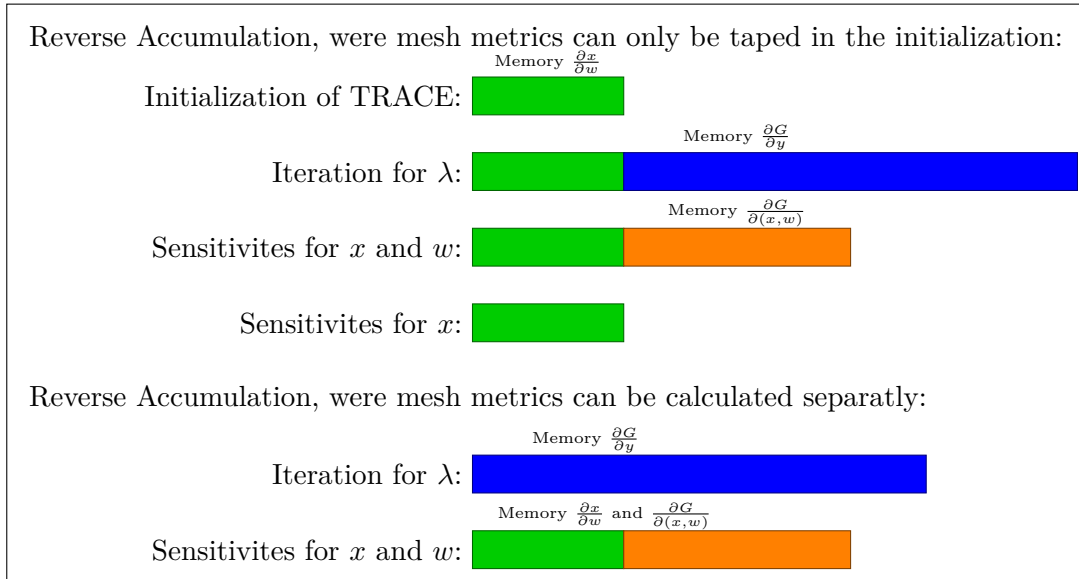 Reverse Accumulation, were mesh metrics can only be taped in the initialization:
Memory ∂x/∂w
Initialization of TRACE:
Memory ∂G/∂y
Iteration for λ:
Memory ∂G/∂(x,w)
Sensitivites for x and w:
Sensitivites for x:
Reverse Accumulation, were mesh metrics can be calculated separatly:
Memory ∂G/∂y
Iteration for λ:
Memory ∂x/∂w and ∂G/∂(x,w)
Sensitivites for x and w: